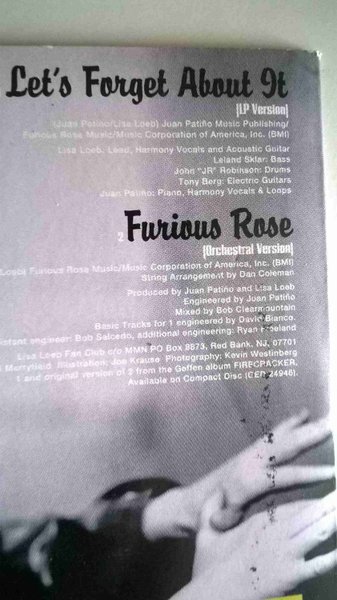 Let's Forget About It
[LP Version]
(Juan Patiño/Lisa Loeb) Juan Patiño Music Publishing/
Furious Rose Music/Music Corporation of America, Inc. (BMI)
Lisa Loeb: Lead, Harmony Vocals and Acoustic Guitar
Leland Sklar: Bass
John "JR" Robinson: Drums
Tony Berg: Electric Guitars
Juan Patiño: Piano, Harmony Vocals & Loops
2 Furious Rose
[Orchestral Version]
Loeb) Furious Rose Music/Music Corporation of America, Inc. (BMI)
String Arrangement by Dan Coleman
Produced by Juan Patiño and Lisa Loeb
Engineered by Juan Patiño
Mixed by Bob Clearmountain
Basic Tracks for 1 engineered by David Bianco,
engineer: Bob Salcedo, additional engineering: Ryan
Lisa Loeb Fan Club c/o MMN PO Box 8873, Red Bank, NJ, 07701
Murryfield Illustration: Joe Krause Photography: Kevin Westenberg
1 and original version of 2 from the Geffen album FIRECRACKER,
Available on Compact Disc